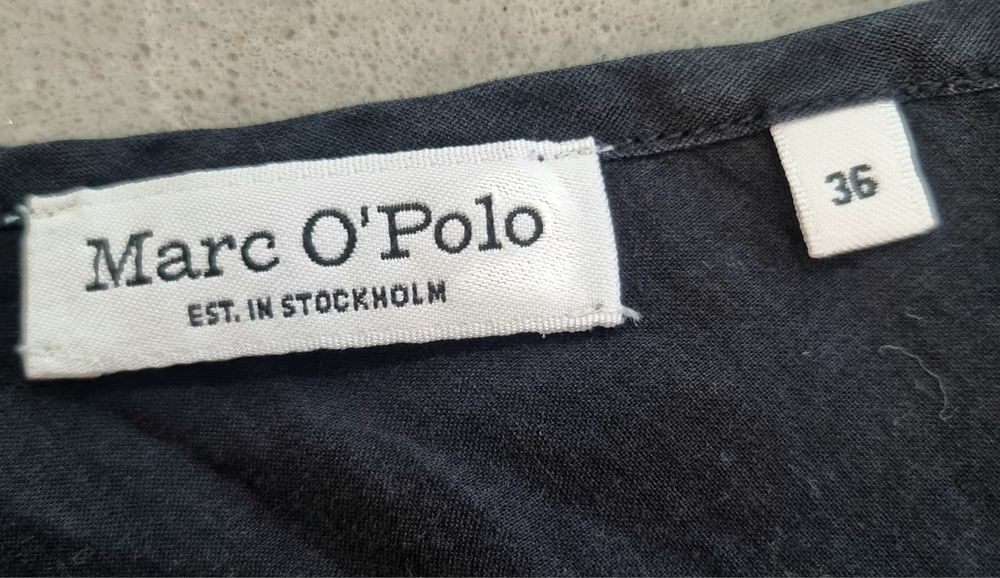 Marc O'Polo
EST. IN STOCKHOLM
36